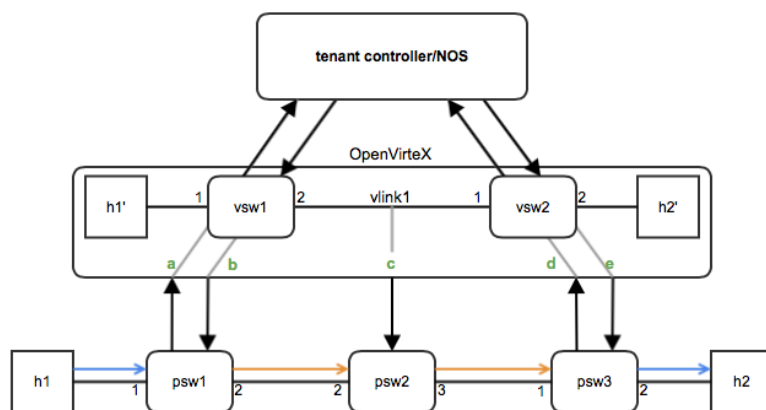 tenant controller/NOS
OpenVirteX
h1' 1 vsw1 2 vlink1 1 vsw2 2 h2'
a b c d e
h1 1 psw1 2 2 psw2 3 1 psw3 2 h2